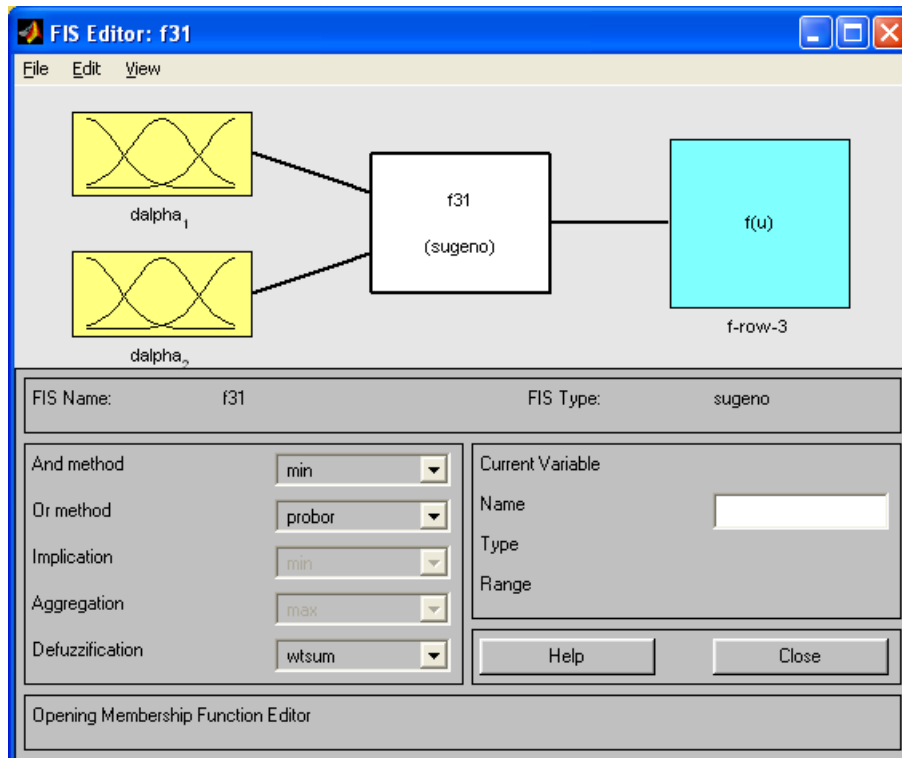 FIS Editor: f31
File Edit View
dalpha₁
dalpha₂
f31
(sugeno)
f(u)
f-row-3
FIS Name: f31 FIS Type: sugeno
And method min
Or method probor
Implication min
Aggregation max
Defuzzification wtsum
Current Variable
Name
Type
Range
Help Close
Opening Membership Function Editor